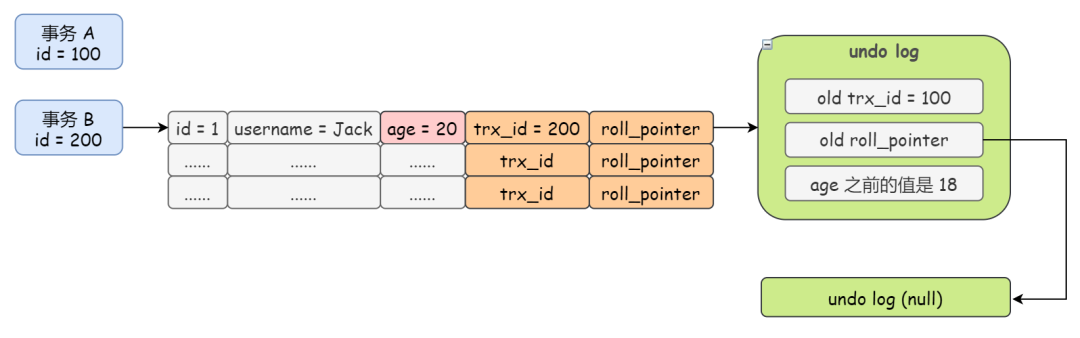 事务 A
id = 100
事务 B
id = 200
id = 1 username = Jack age = 20 trx_id = 200 roll_pointer
...... ...... ...... trx_id roll_pointer
...... ...... ...... trx_id roll_pointer
undo log
old trx_id = 100
old roll_pointer
age 之前的值是 18
undo log (null)